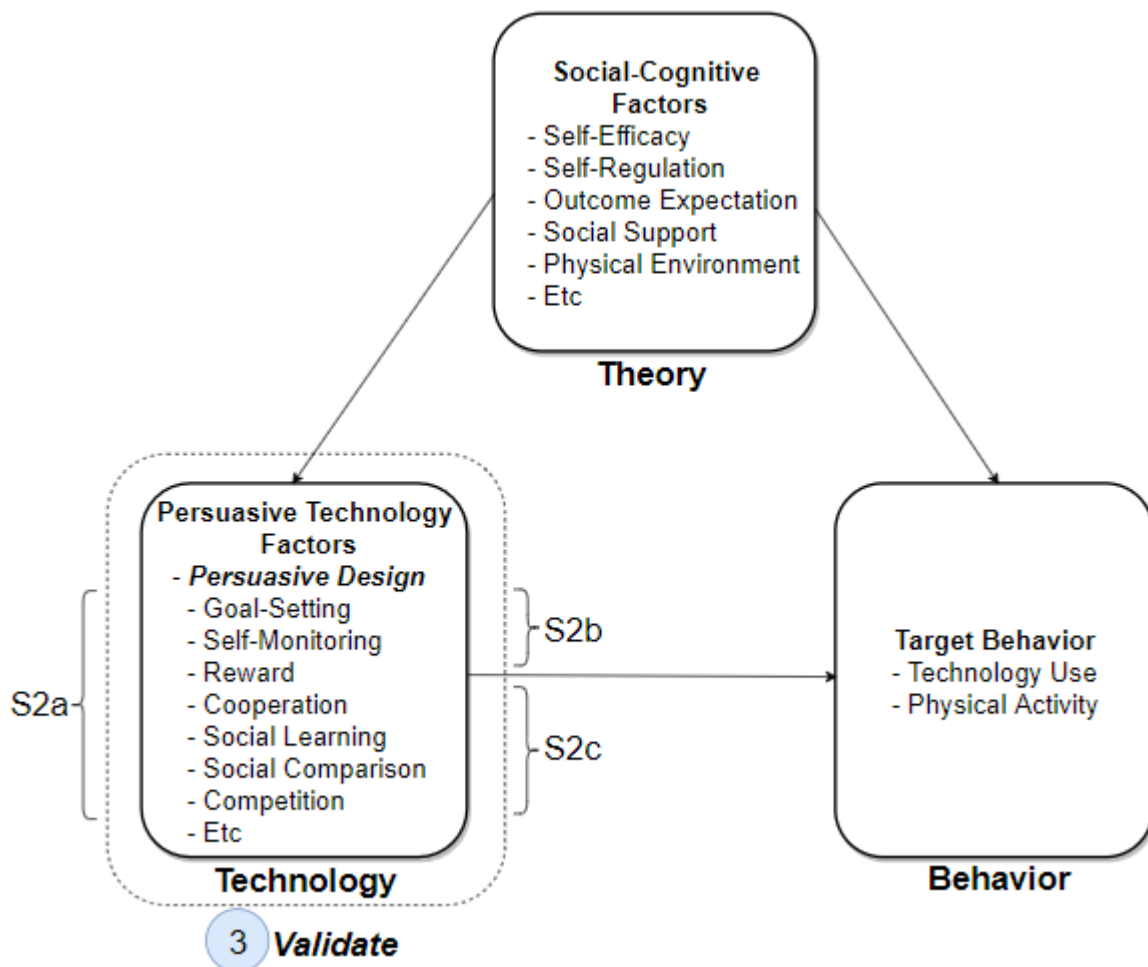 Social-Cognitive
Factors
- Self-Efficacy
- Self-Regulation
- Outcome Expectation
- Social Support
- Physical Environment
- Etc
Theory
Persuasive Technology
Factors
- Persuasive Design
- Goal-Setting
- Self-Monitoring
- Reward
- Cooperation
- Social Learning
- Social Comparison
- Competition
- Etc
S2a
S2b
S2c
Technology
3 Validate
Target Behavior
- Technology Use
- Physical Activity
Behavior